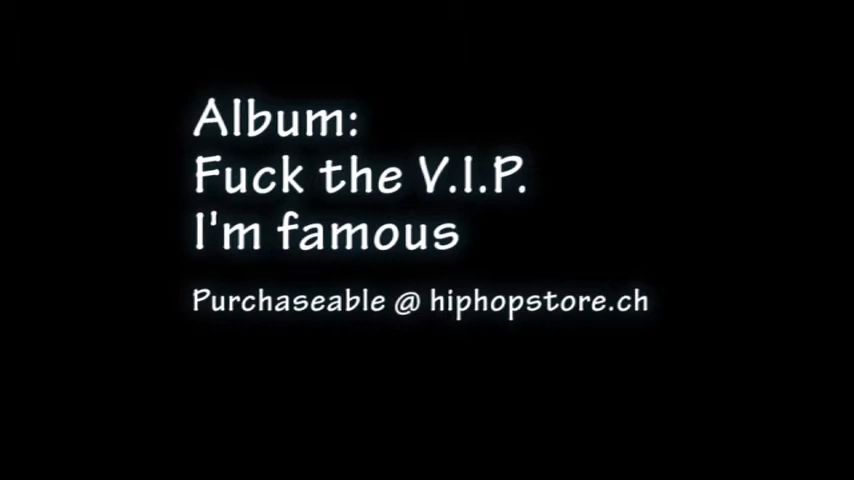 Album:
Fuck the V.I.P.
I'm famous
Purchaseable @ hiphopstore.ch